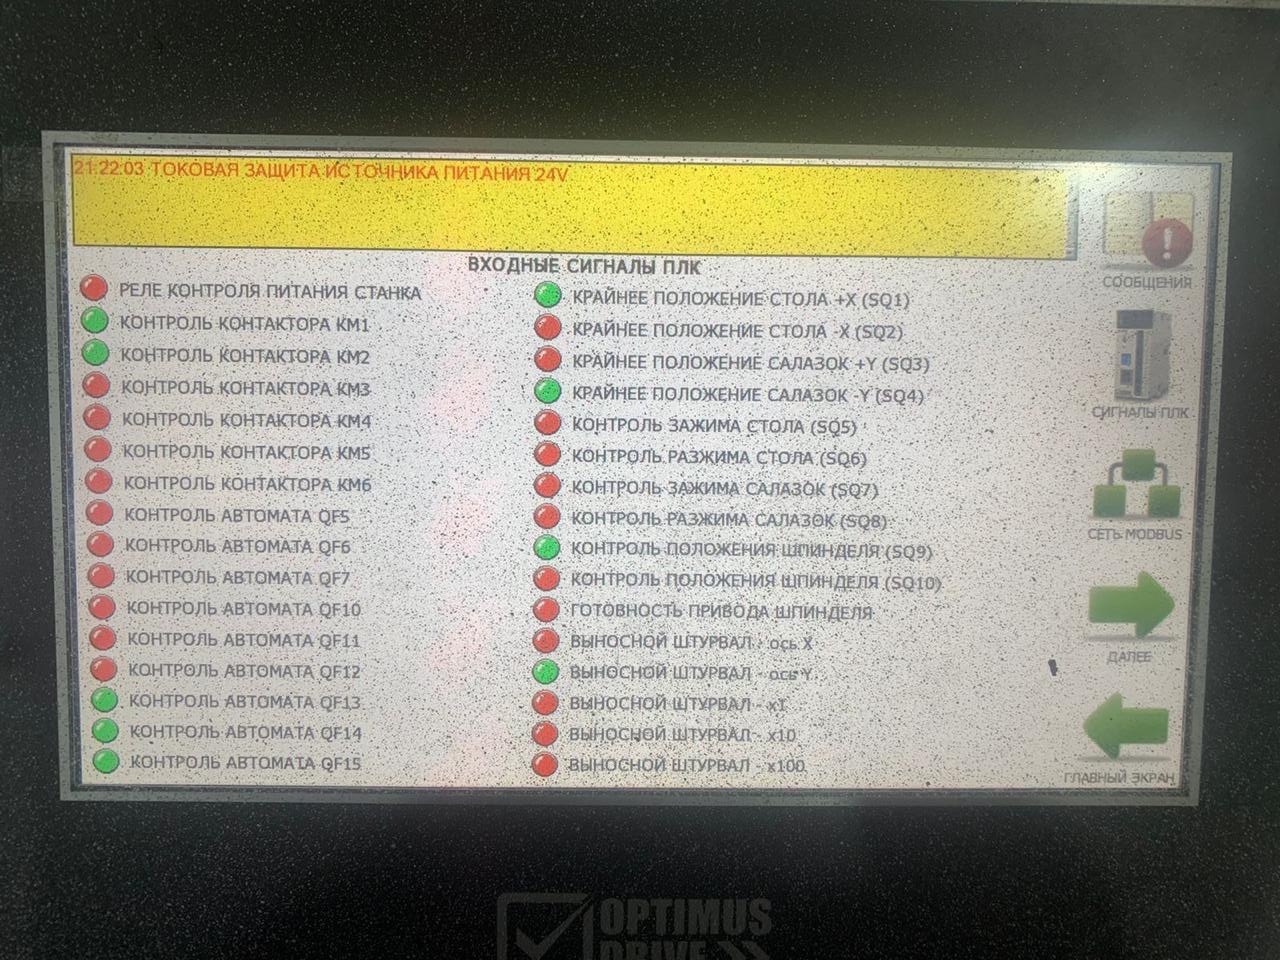 21:22:03 ТОКОВАЯ ЗАЩИТА ИСТОЧНИКА ПИТАНИЯ 24V
ВХОДНЫЕ СИГНАЛЫ ПЛК
РЕЛЕ КОНТРОЛЯ ПИТАНИЯ СТАНКА
КОНТРОЛЬ КОНТАКТОРА КМ1
КОНТРОЛЬ КОНТАКТОРА КМ2
КОНТРОЛЬ КОНТАКТОРА КМ3
КОНТРОЛЬ КОНТАКТОРА КМ4
КОНТРОЛЬ КОНТАКТОРА КМ5
КОНТРОЛЬ КОНТАКТОРА КМ6
КОНТРОЛЬ АВТОМАТА QF5
КОНТРОЛЬ АВТОМАТА QF6
КОНТРОЛЬ АВТОМАТА QF7
КОНТРОЛЬ АВТОМАТА QF10
КОНТРОЛЬ АВТОМАТА QF11
КОНТРОЛЬ АВТОМАТА QF12
КОНТРОЛЬ АВТОМАТА QF13
КОНТРОЛЬ АВТОМАТА QF14
КОНТРОЛЬ АВТОМАТА QF15
КРАЙНЕЕ ПОЛОЖЕНИЕ СТОЛА +X (SQ1)
КРАЙНЕЕ ПОЛОЖЕНИЕ СТОЛА -X (SQ2)
КРАЙНЕЕ ПОЛОЖЕНИЕ САЛАЗОК +Y (SQ3)
КРАЙНЕЕ ПОЛОЖЕНИЕ САЛАЗОК -Y (SQ4)
КОНТРОЛЬ ЗАЖИМА СТОЛА (SQ5)
КОНТРОЛЬ РАЗЖИМА СТОЛА (SQ6)
КОНТРОЛЬ ЗАЖИМА САЛАЗОК (SQ7)
КОНТРОЛЬ РАЗЖИМА САЛАЗОК (SQ8)
КОНТРОЛЬ ПОЛОЖЕНИЯ ШПИНДЕЛЯ (SQ9)
КОНТРОЛЬ ПОЛОЖЕНИЯ ШПИНДЕЛЯ (SQ10)
ГОТОВНОСТЬ ПРИВОДА ШПИНДЕЛЯ
ВЫНОСНОЙ ШТУРВАЛ - ось X
ВЫНОСНОЙ ШТУРВАЛ - ось Y
ВЫНОСНОЙ ШТУРВАЛ - x1
ВЫНОСНОЙ ШТУРВАЛ - x10
ВЫНОСНОЙ ШТУРВАЛ - x100
СООБЩЕНИЯ
СИГНАЛЫ ПЛК
СЕТЬ MODBUS
ДАЛЕЕ
ГЛАВНЫЙ ЭКРАН
OPTIMUS
DRIVE